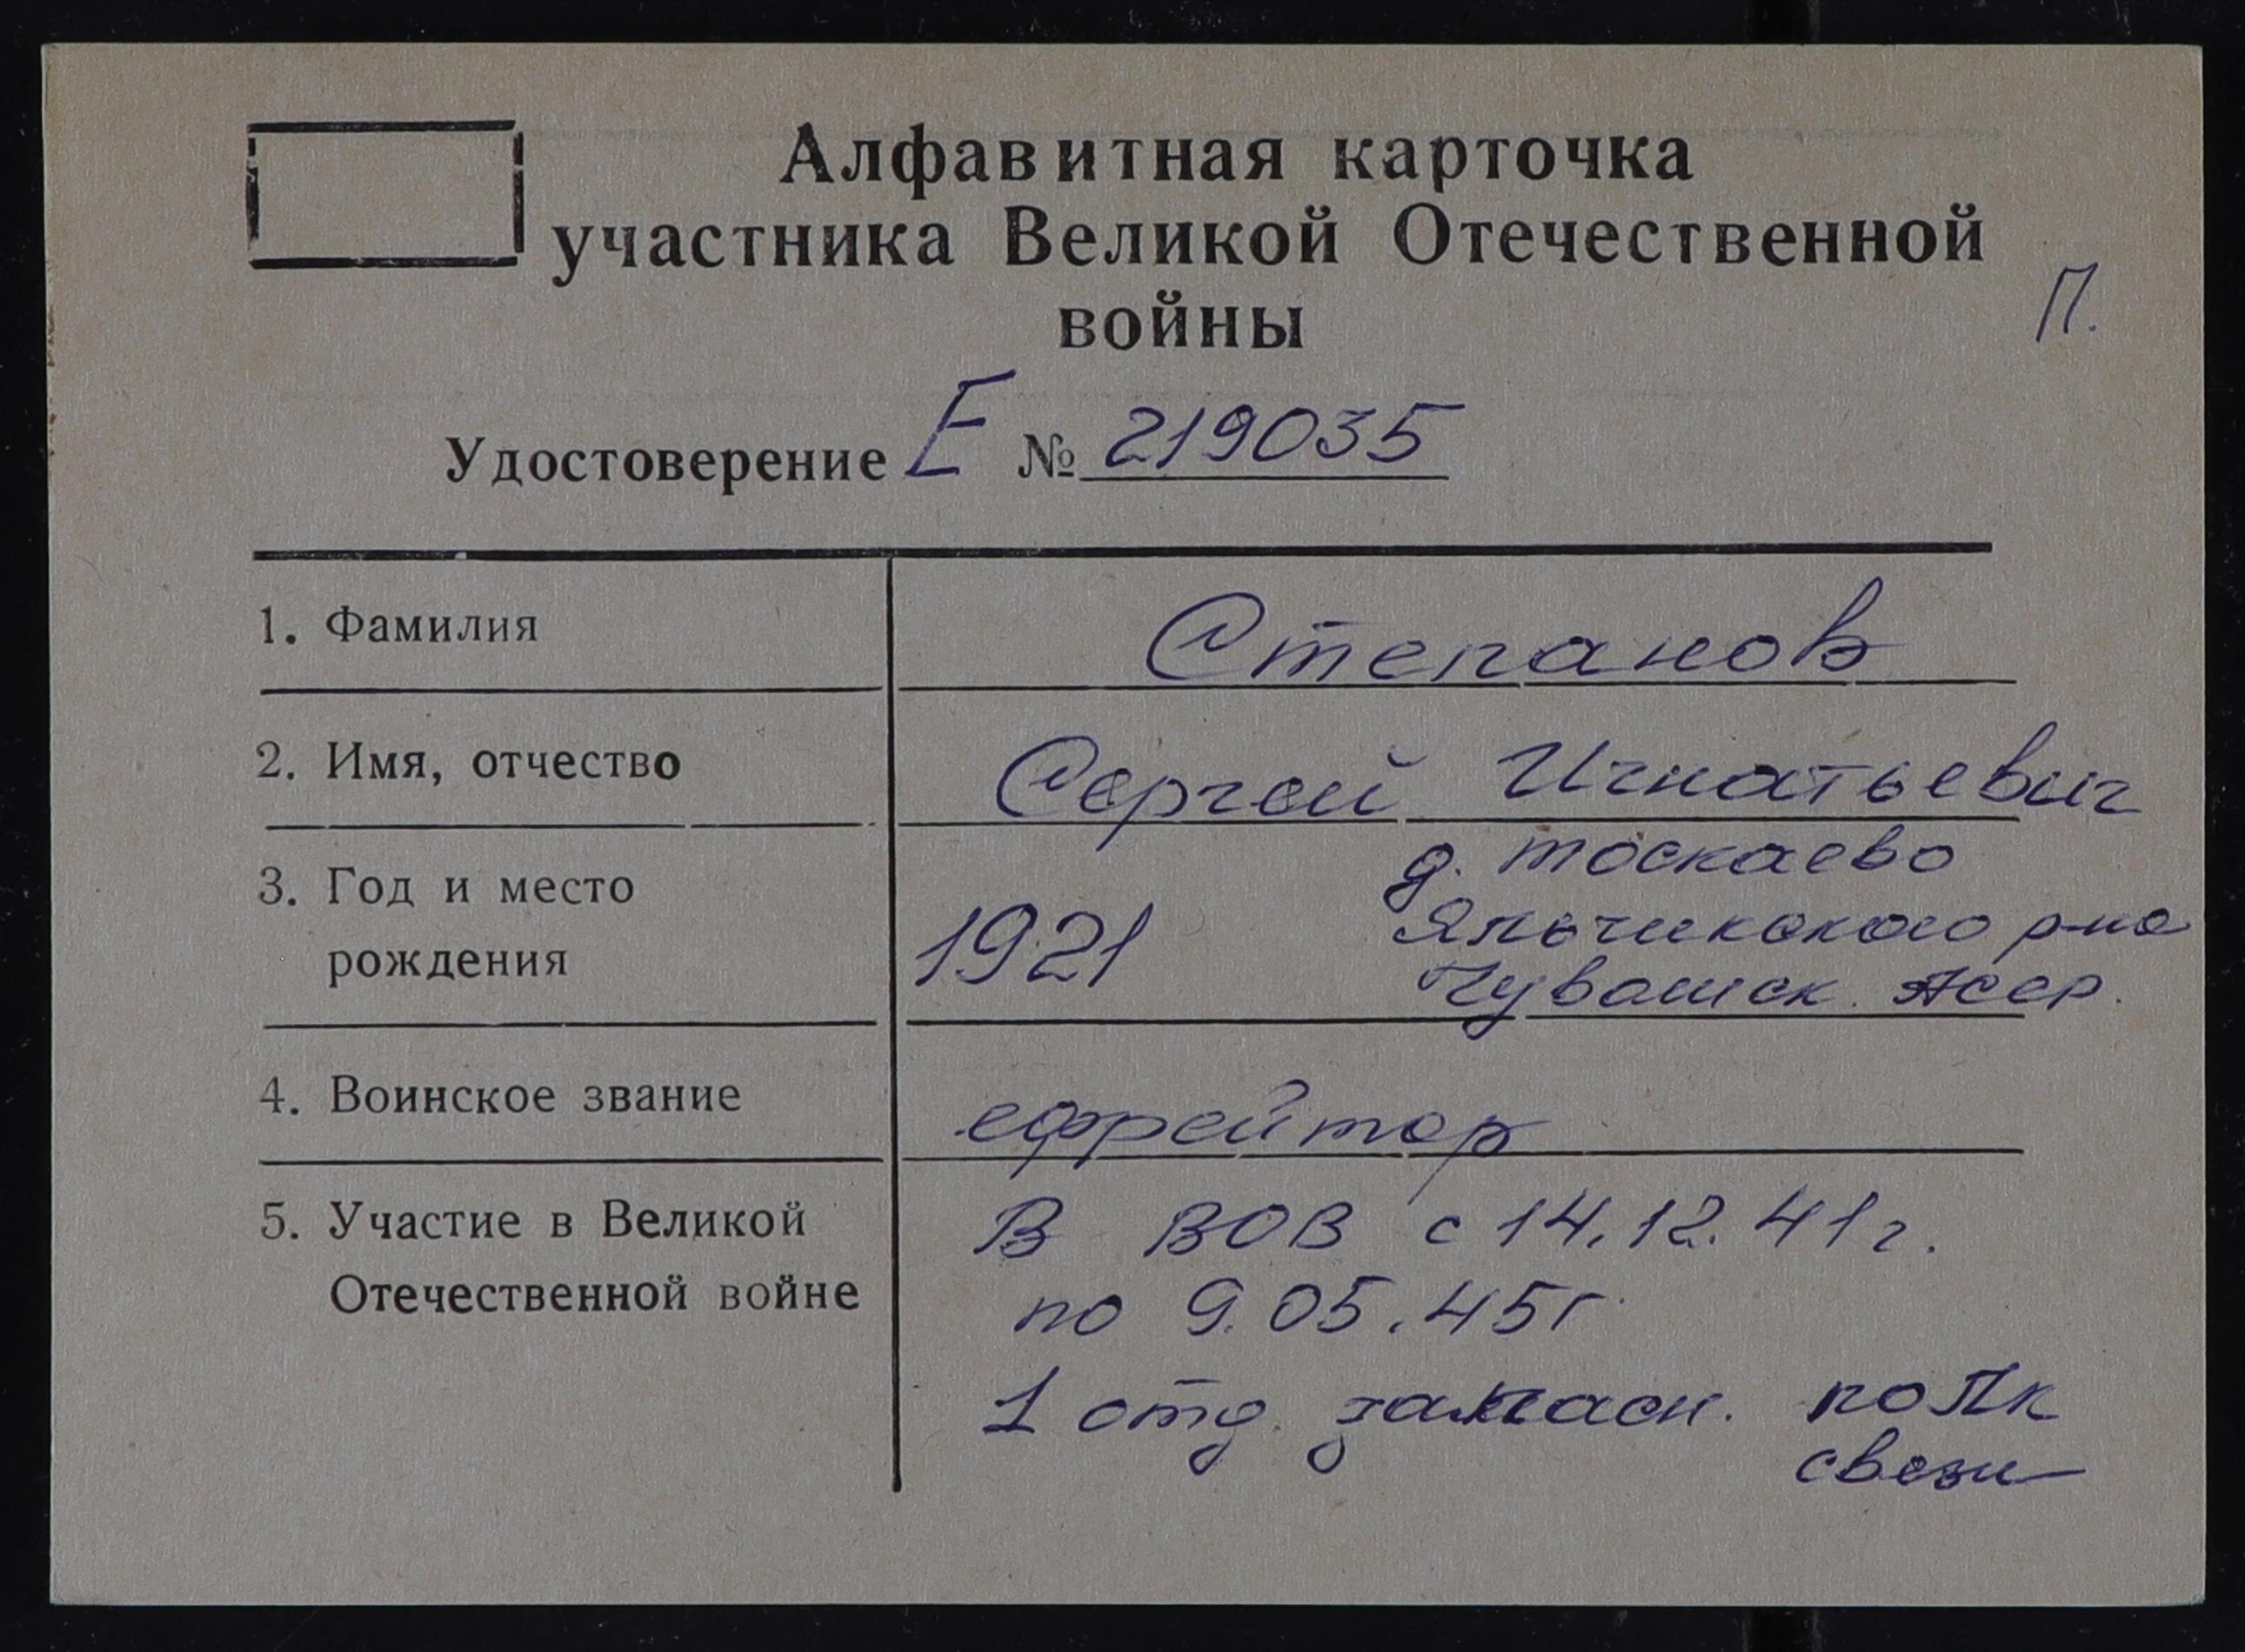 Алфавитная карточка
участника Великой Отечественной
войны
П.
Удостоверение Е № 219035
1. Фамилия Степанов
2. Имя, отчество Сергей Игнатьевич
3. Год и место рождения 1921 д. Тоскаево
Яльчикского р-на
Чувашск. АССР.
4. Воинское звание ефрейтор
5. Участие в Великой Отечественной войне В ВОВ с 14.12.41г.
по 9.05.45г
1 отд. запасн. полк
связи